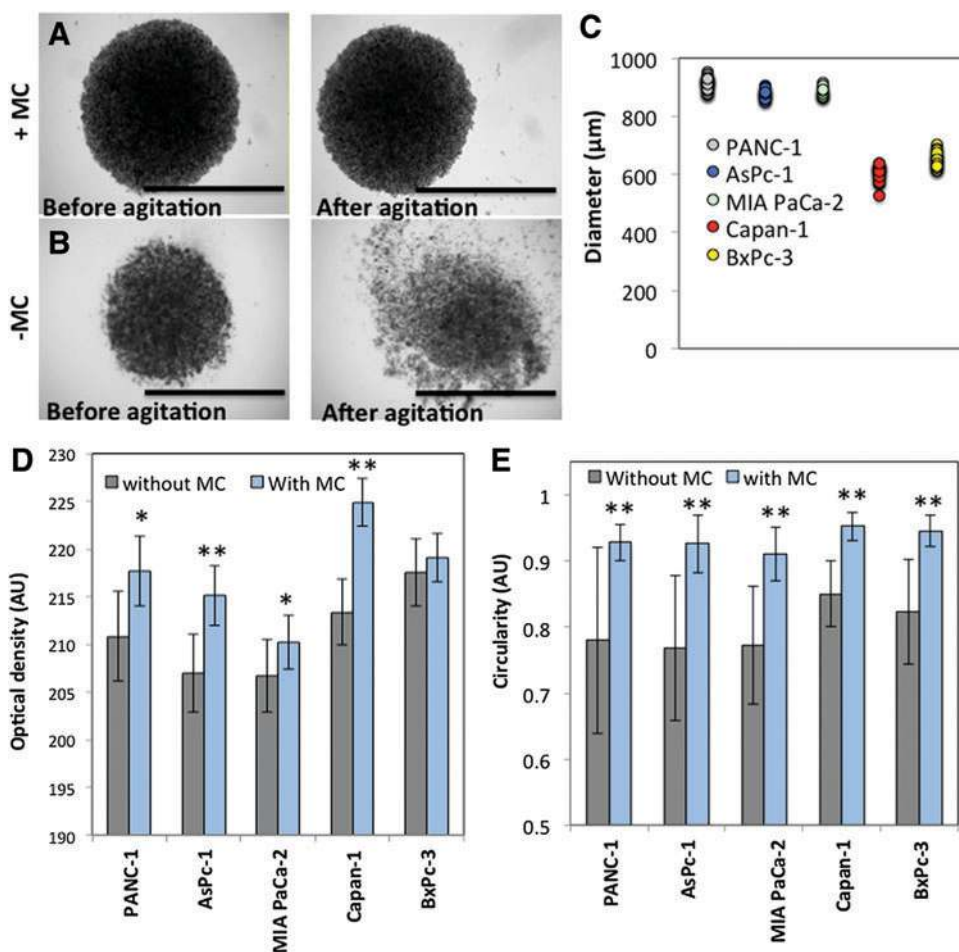 A
+ MC
Before agitation
After agitation
B
-MC
Before agitation
After agitation
C
Diameter (μm)
1000
800
600
400
200
0
PANC-1
AsPc-1
MIA PaCa-2
Capan-1
BxPc-3
D
Optical density (AU)
230
225
220
215
210
205
200
195
190
without MC
With MC
*
**
*
**
PANC-1
AsPc-1
MIA PaCa-2
Capan-1
BxPc-3
E
Circularity (AU)
1
0.9
0.8
0.7
0.6
0.5
Without MC
with MC
**
**
**
**
**
PANC-1
AsPc-1
MIA PaCa-2
Capan-1
BxPc-3